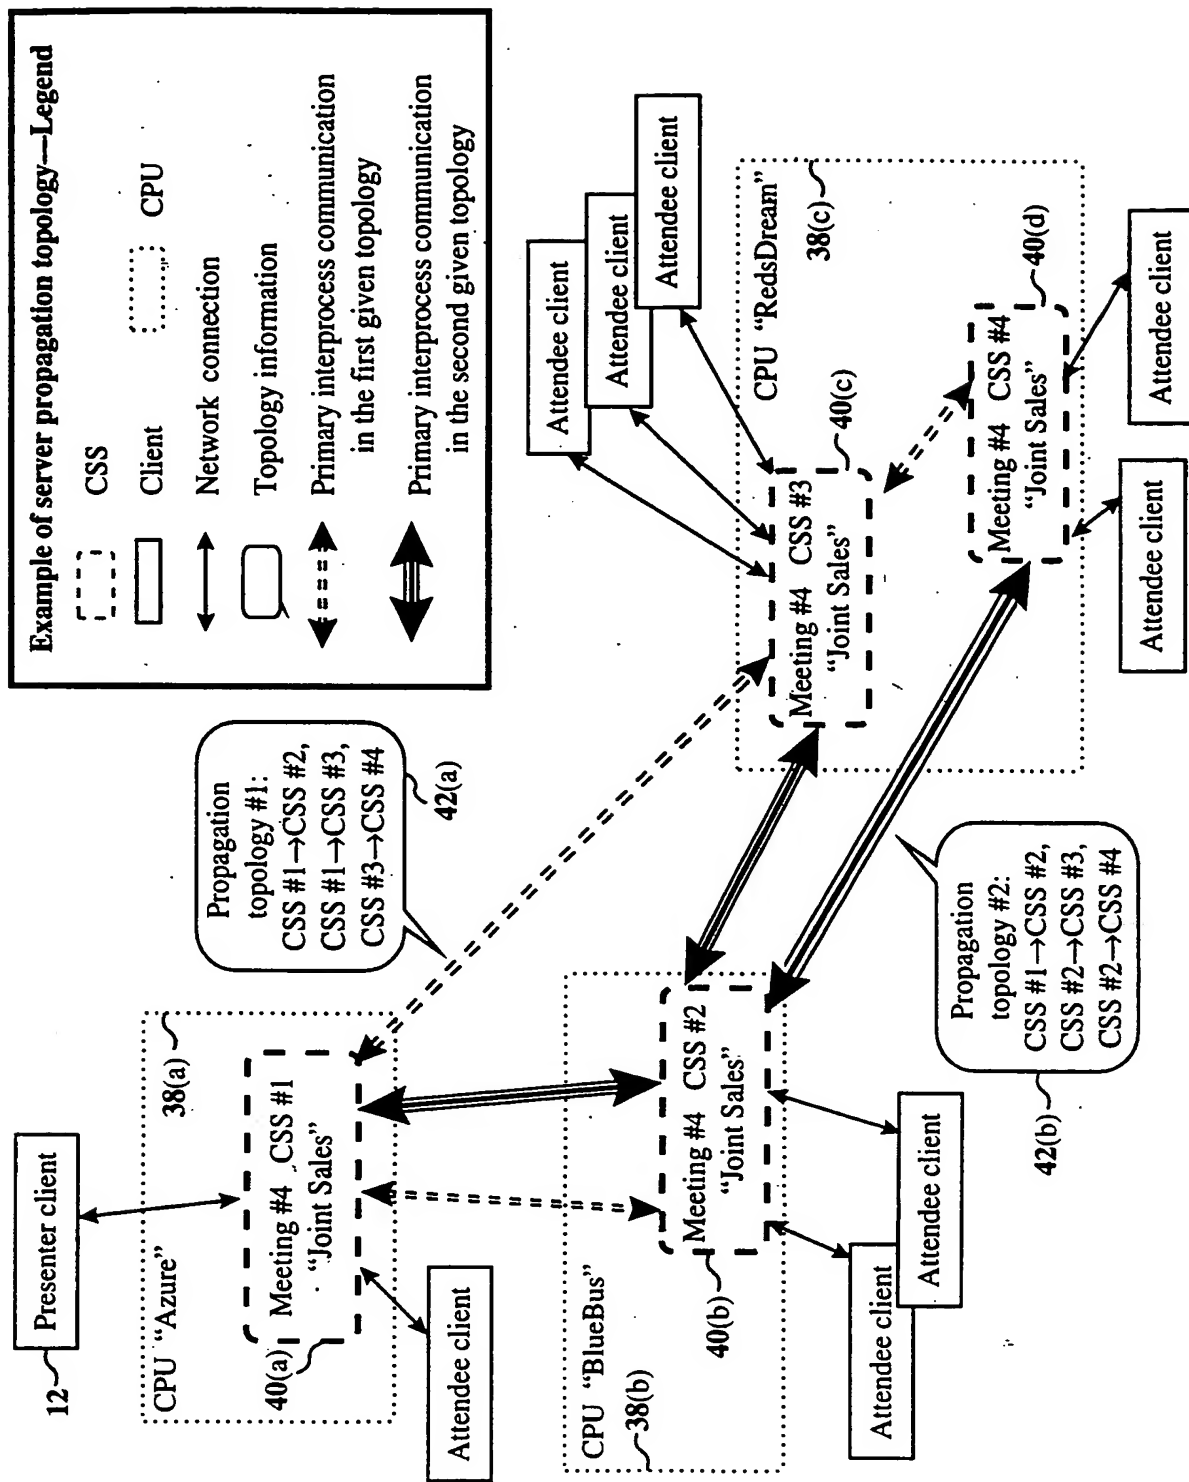 Example of server propagation topology—Legend
CSS
Client
CPU
Network connection
Topology information
Primary interprocess communication
in the first given topology
Primary interprocess communication
in the second given topology
Presenter client
12
CPU "Azure"
38(a)
Meeting #4 CSS #1
"Joint Sales"
40(a)
Attendee client
Propagation
topology #1:
CSS #1→CSS #2,
CSS #1→CSS #3,
CSS #3→CSS #4
42(a)
Attendee client
Attendee client
Attendee client
CPU "RedsDream"
38(c)
Meeting #4 CSS #3
"Joint Sales"
40(c)
Meeting #4 CSS #4
"Joint Sales"
40(d)
Attendee client
Attendee client
CPU "BlueBus"
38(b)
Meeting #4 CSS #2
"Joint Sales"
40(b)
Attendee client
Attendee client
Propagation
topology #2:
CSS #1→CSS #2,
CSS #2→CSS #3,
CSS #2→CSS #4
42(b)